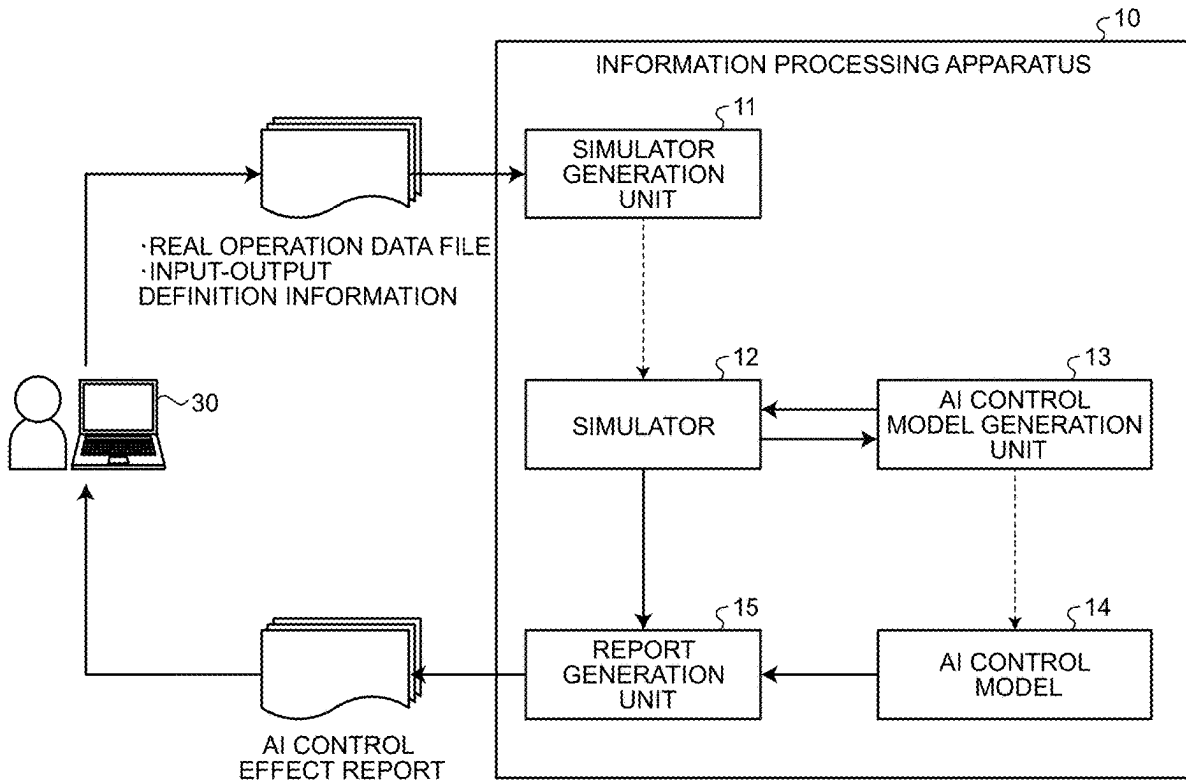 10
INFORMATION PROCESSING APPARATUS
11
SIMULATOR
GENERATION
UNIT
·REAL OPERATION DATA FILE
·INPUT-OUTPUT
DEFINITION INFORMATION
30
12
SIMULATOR
13
AI CONTROL
MODEL GENERATION
UNIT
15
REPORT
GENERATION
UNIT
14
AI CONTROL
MODEL
AI CONTROL
EFFECT REPORT